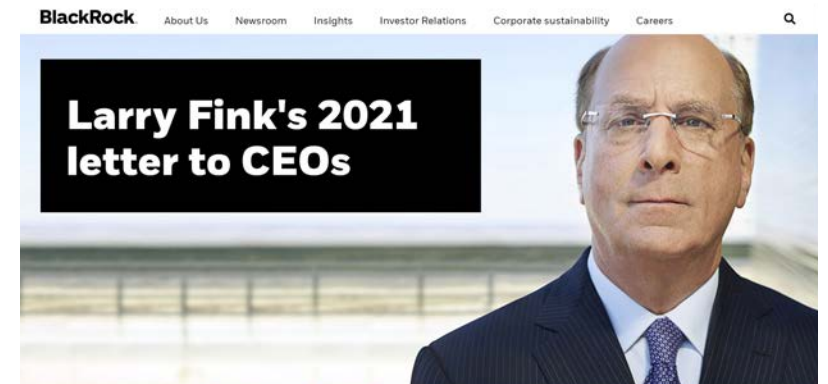 BlackRock.
About Us Newsroom Insights Investor Relations Corporate sustainability Careers
Larry Fink's 2021
letter to CEOs